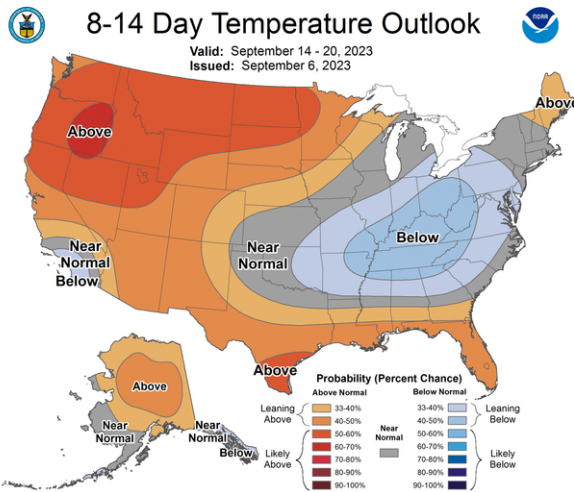 8-14 Day Temperature Outlook
Valid: September 14 - 20, 2023
Issued: September 6, 2023
NOAA
Above
Above
Near
Normal
Below
Near
Normal
Below
Above
Above
Near
Normal
Near
Normal
Below
Probability (Percent Chance)
Above Normal
Below Normal
Leaning
Above
33-40%
40-50%
Likely
Above
50-60%
60-70%
70-80%
80-90%
90-100%
Near
Normal
33-40%
40-50%
Leaning
Below
50-60%
60-70%
70-80%
80-90%
90-100%
Likely
Below